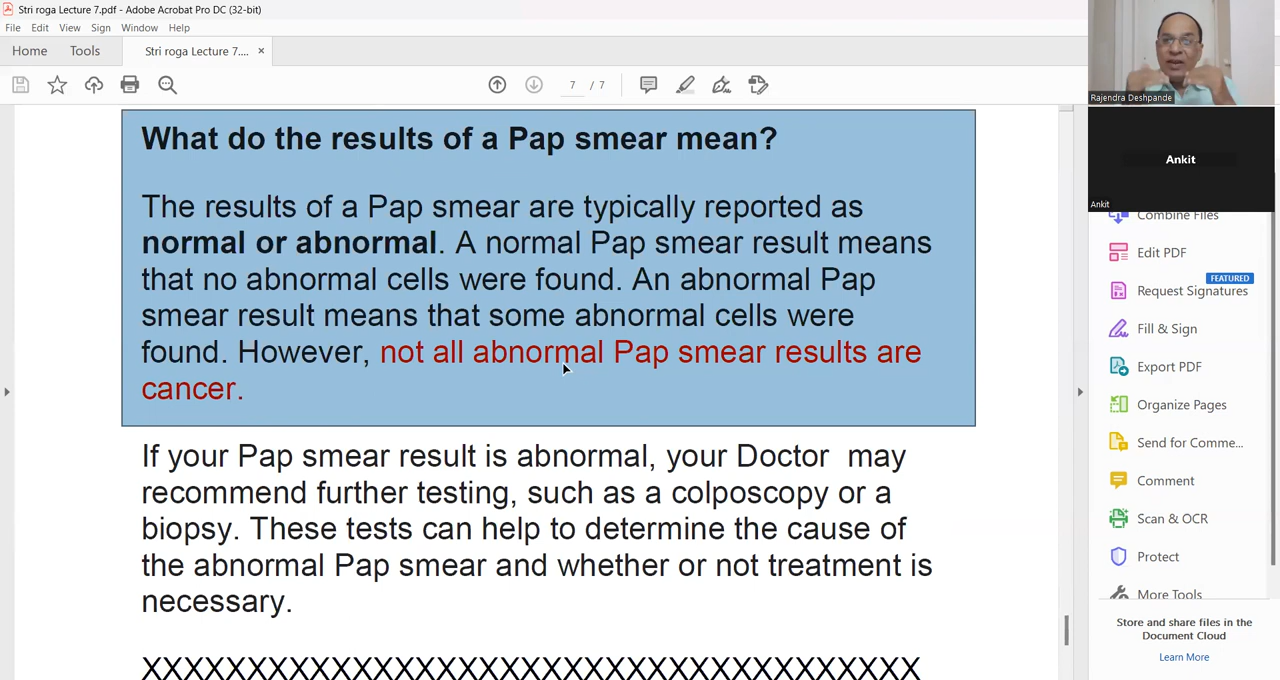 Stri roga Lecture 7.pdf - Adobe Acrobat Pro DC (32-bit)
File Edit View Sign Window Help
Home Tools Stri roga Lecture 7.... ×
7 / 7
What do the results of a Pap smear mean?
The results of a Pap smear are typically reported as
normal or abnormal. A normal Pap smear result means
that no abnormal cells were found. An abnormal Pap
smear result means that some abnormal cells were
found. However, not all abnormal Pap smear results are
cancer.
If your Pap smear result is abnormal, your Doctor may
recommend further testing, such as a colposcopy or a
biopsy. These tests can help to determine the cause of
the abnormal Pap smear and whether or not treatment is
necessary.
XXXXXXXXXXXXXXXXXXXXXXXXXXXXXXXXXXXXX
Rajendra Deshpande
Ankit
Ankit
Combine Files
Edit PDF
FEATURED
Request Signatures
Fill & Sign
Export PDF
Organize Pages
Send for Comme...
Comment
Scan & OCR
Protect
More Tools
Store and share files in the
Document Cloud
Learn More